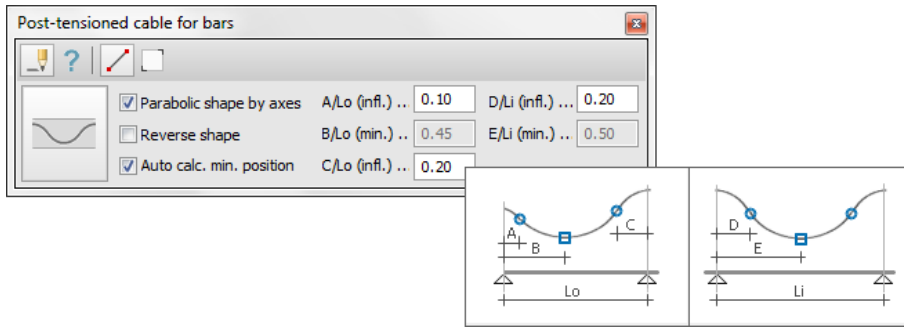 Post-tensioned cable for bars
?
Parabolic shape by axes A/Lo (infl.) ... 0.10 D/Li (infl.) ... 0.20
Reverse shape B/Lo (min.) .. 0.45 E/Li (min.) ... 0.50
Auto calc. min. position C/Lo (infl.) ... 0.20
A C D
B E
Lo Li